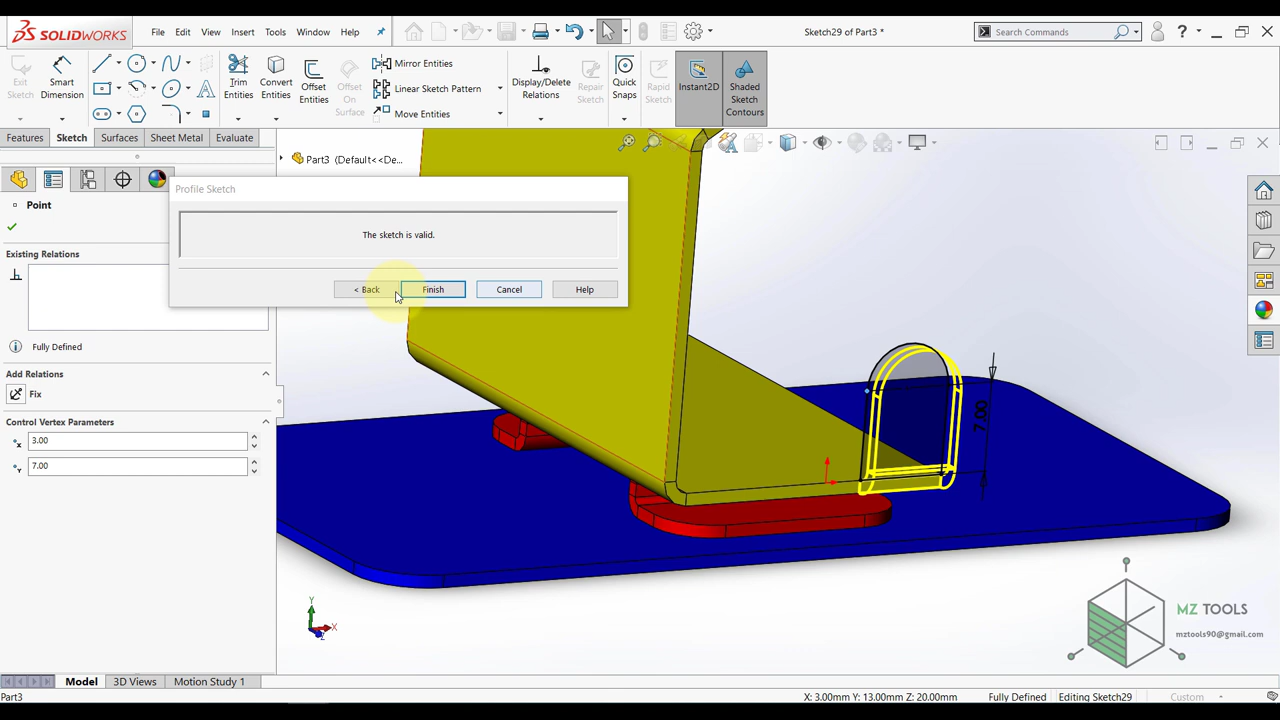 SOLIDWORKS
File Edit View Insert Tools Window Help
Sketch29 of Part3 *
Search Commands
Exit Sketch
Smart Dimension
Trim Entities
Convert Entities
Offset Entities
Offset On Surface
Mirror Entities
Linear Sketch Pattern
Move Entities
Display/Delete Relations
Repair Sketch
Quick Snaps
Rapid Sketch
Instant2D
Shaded Sketch Contours
Features Sketch Surfaces Sheet Metal Evaluate
Part3 (Default<<De...
Point
Profile Sketch
The sketch is valid.
< Back Finish Cancel Help
Existing Relations
Fully Defined
Add Relations
Fix
Control Vertex Parameters
3.00
7.00
7.00
Y
X
Z
MZ TOOLS
mztools90@gmail.com
Model 3D Views Motion Study 1
Part3
X: 3.00mm Y: 13.00mm Z: 20.00mm Fully Defined Editing Sketch29 Custom